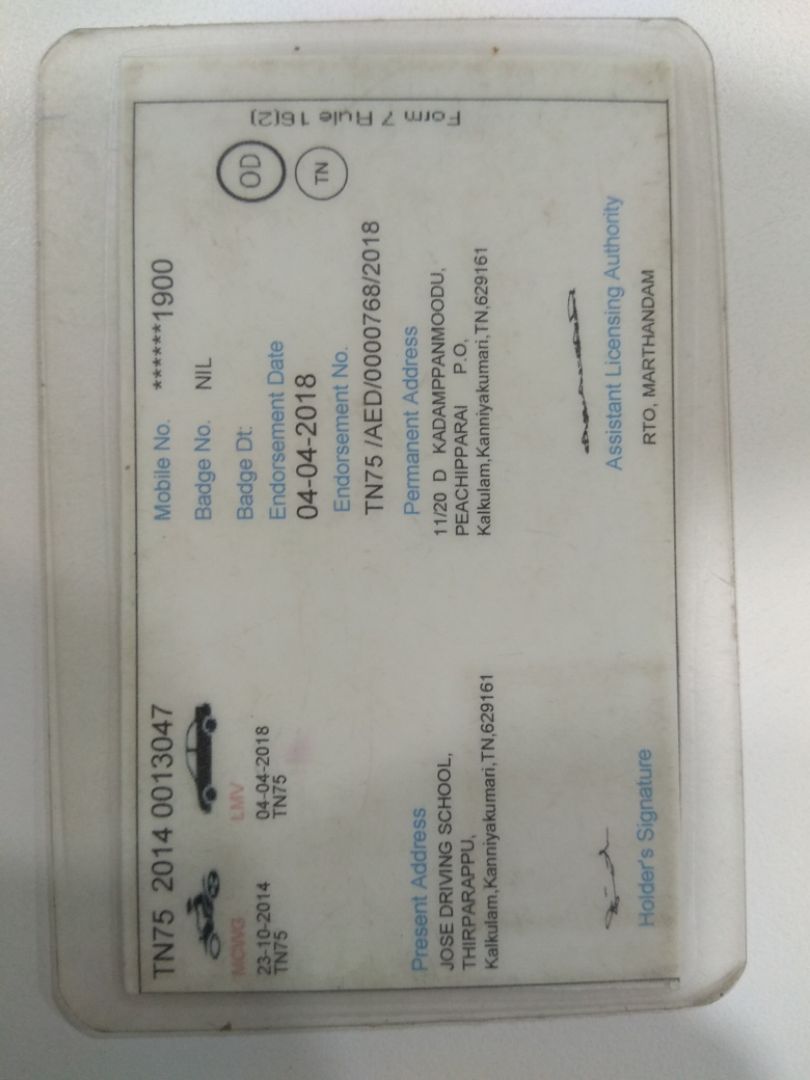 TN75 2014 0013047
MCWG
23-10-2014
TN75
LMV
04-04-2018
TN75
Mobile No. ******1900
Badge No. NIL
Badge Dt:
Endorsement Date
04-04-2018
Endorsement No.
TN75 /AED/0000768/2018
OD
TN
Form 7 Rule 16(2)
Present Address
JOSE DRIVING SCHOOL,
THIRPARAPPU,
Kalkulam,Kanniyakumari,TN,629161
Permanent Address
11/20 D KADAMPPANMOODU,
PEACHIPPARAI P.O,
Kalkulam,Kanniyakumari,TN,629161
Holder's Signature
Assistant Licensing Authority
RTO, MARTHANDAM